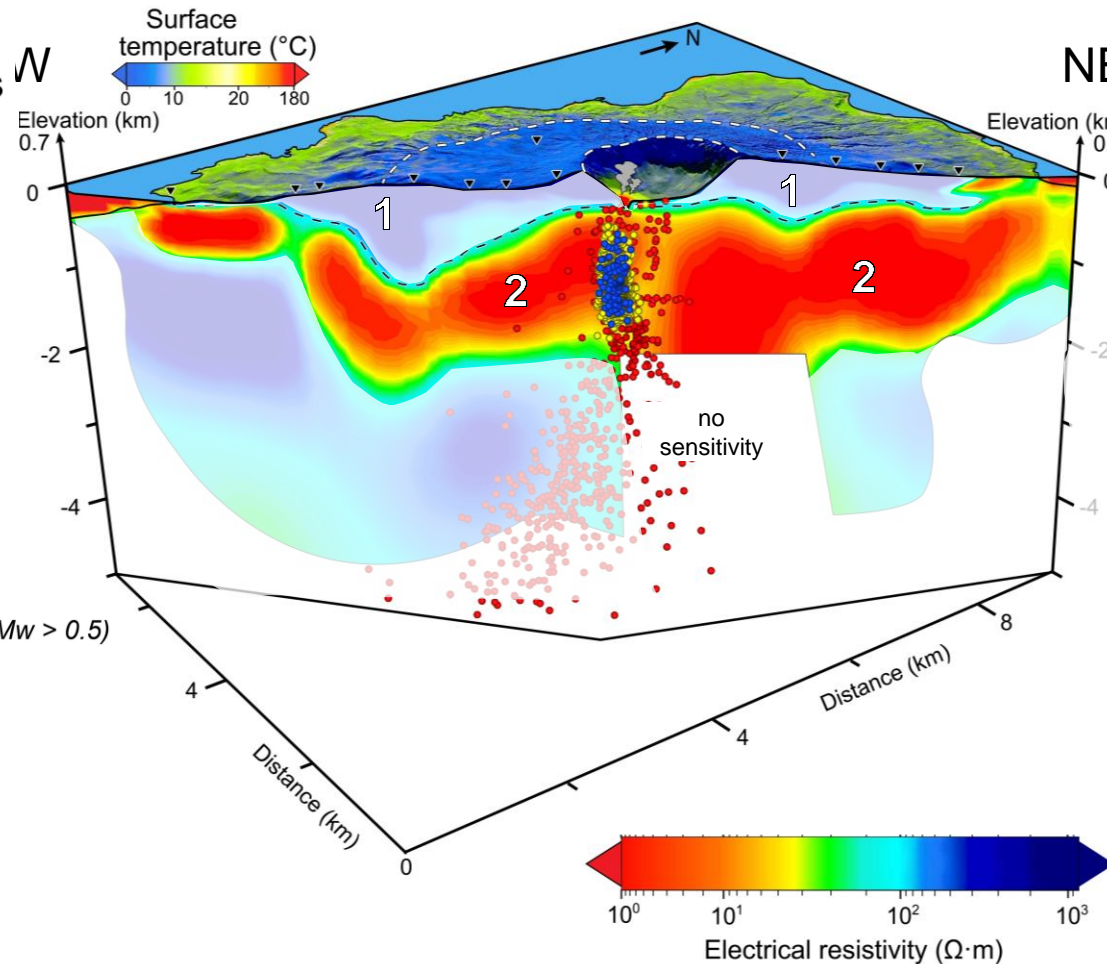 Surface
temperature (°C)
0 10 20 180
s
W
N
NE
Elevation (km)
0.7
0
-2
-4
Elevation (k
0
0
-2
-4
1
1
2
2
no
sensitivity
Mw > 0.5)
4
Distance (km)
0
4
8
Distance (km)
10⁰ 10¹ 10² 10³
Electrical resistivity (Ω·m)